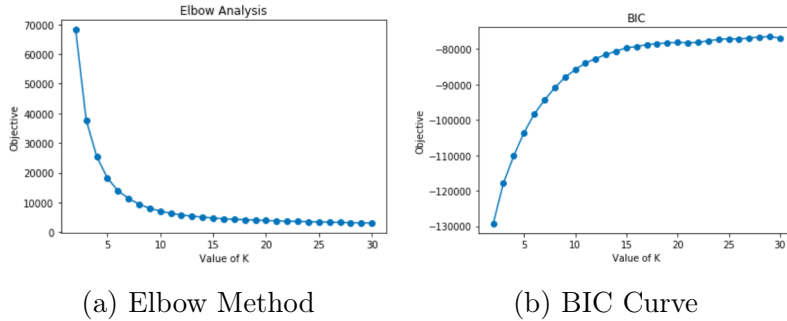 Elbow Analysis
70000
60000
50000
40000
30000
20000
10000
0
Objective
5 10 15 20 25 30
Value of K
(a) Elbow Method
BIC
−80000
−90000
−100000
−110000
−120000
−130000
Objective
5 10 15 20 25 30
Value of K
(b) BIC Curve